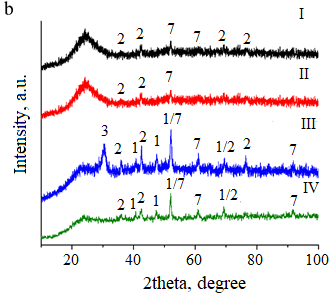 b
I
2 2 7 7 2 2
II
2 2 7
III
3 2 1 2 1 1/7 7 1/2 2 7
IV
2 1 2 1 1/7 7 1/2 7
20 40 60 80 100
2theta, degree
Intensity, a.u.